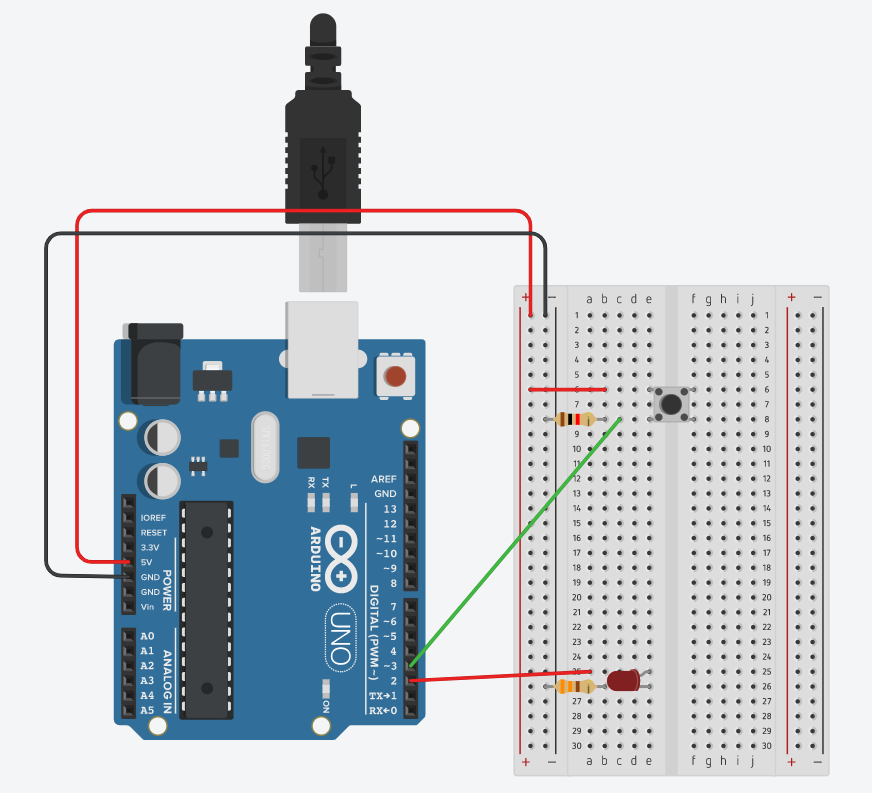 + − a b c d e f g h i j + −
1 1
2 2
3 3
4 4
5 5
6 6
7 7
8 8
9 9
10 10
11 11
12 12
13 13
14 14
15 15
16 16
17 17
18 18
19 19
20 20
21 21
22 22
23 23
24 24
25 25
26 26
27 27
28 28
29 29
30 30
+ − a b c d e f g h i j + −
AREF
GND
13
12
~11
~10
~9
8
7
~6
~5
4
~3
2
TX→1
RX←0
DIGITAL (PWM~)
RX
TX
L
ARDUINO
UNO
ON
IOREF
RESET
3.3V
5V
GND
GND
Vin
POWER
A0
A1
A2
A3
A4
A5
ANALOG IN